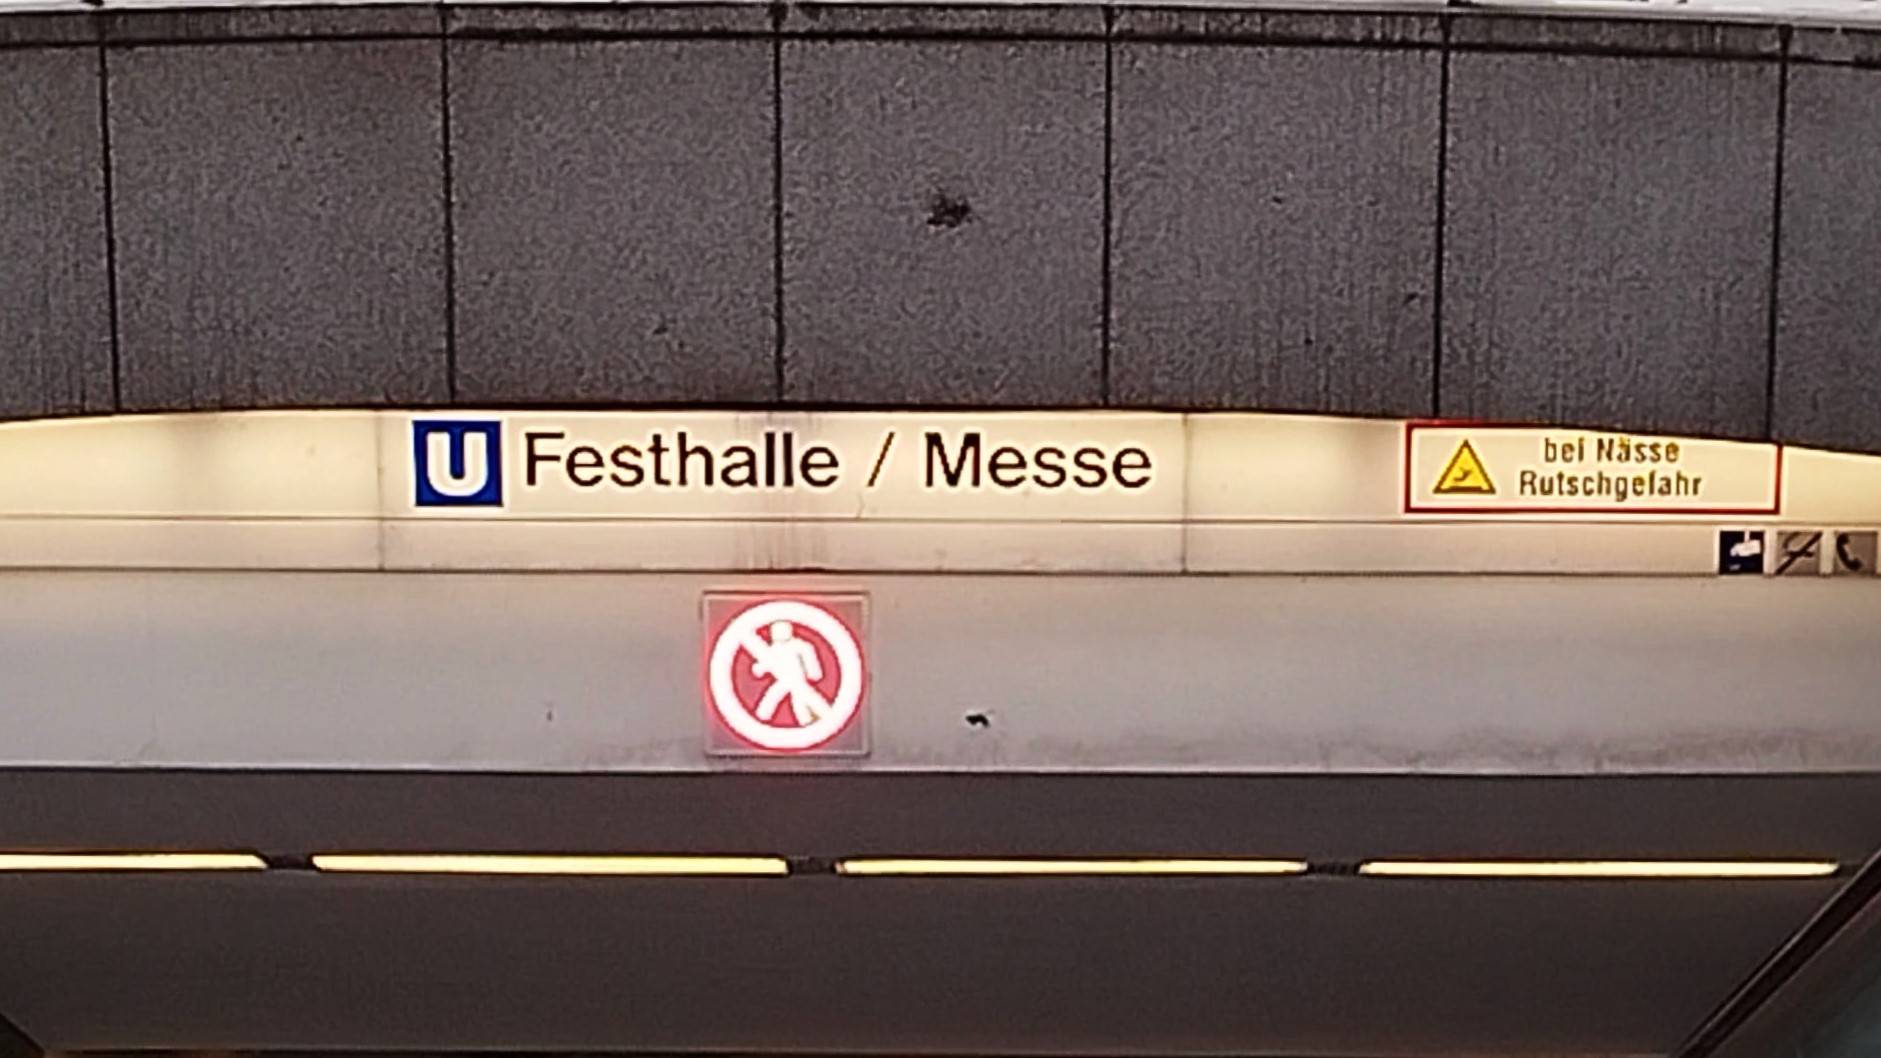 U Festhalle / Messe
bei Nässe
Rutschgefahr